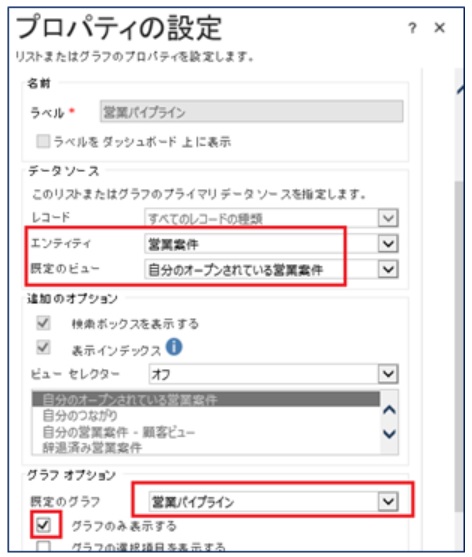 プロパティの設定 ? ×
リストまたはグラフのプロパティを設定します。
名前
ラベル * 営業パイプライン
ラベルをダッシュボード 上に表示
データ ソース
このリストまたはグラフのプライマリ データ ソースを指定します。
レコード すべてのレコードの種類
エンティティ 営業案件
既定のビュー 自分のオープンされている営業案件
追加のオプション
検索ボックスを表示する
表示インデックス i
ビュー セレクター オフ
自分のオープンされている営業案件
自分のつながり
自分の営業案件 - 顧客ビュー
辞退済み営業案件
グラフ オプション
既定のグラフ 営業パイプライン
グラフのみ表示する
グラフの選択項目を表示する